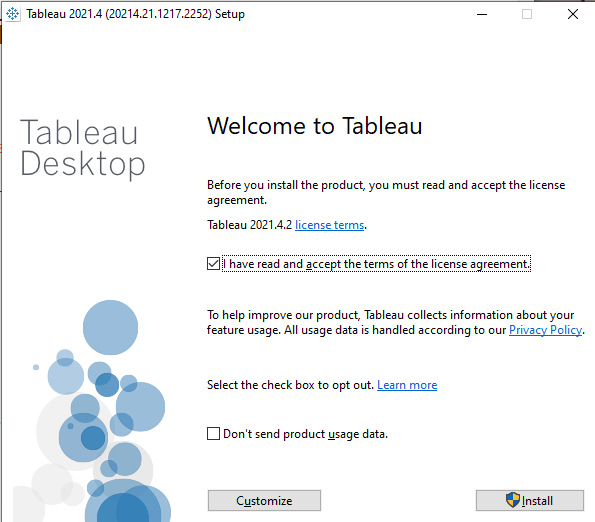 Tableau 2021.4 (20214.21.1217.2252) Setup
Tableau
Desktop
Welcome to Tableau
Before you install the product, you must read and accept the license
agreement.
Tableau 2021.4.2 license terms.
I have read and accept the terms of the license agreement.
To help improve our product, Tableau collects information about your
feature usage. All usage data is handled according to our Privacy Policy.
Select the check box to opt out. Learn more
Don't send product usage data.
Customize
Install